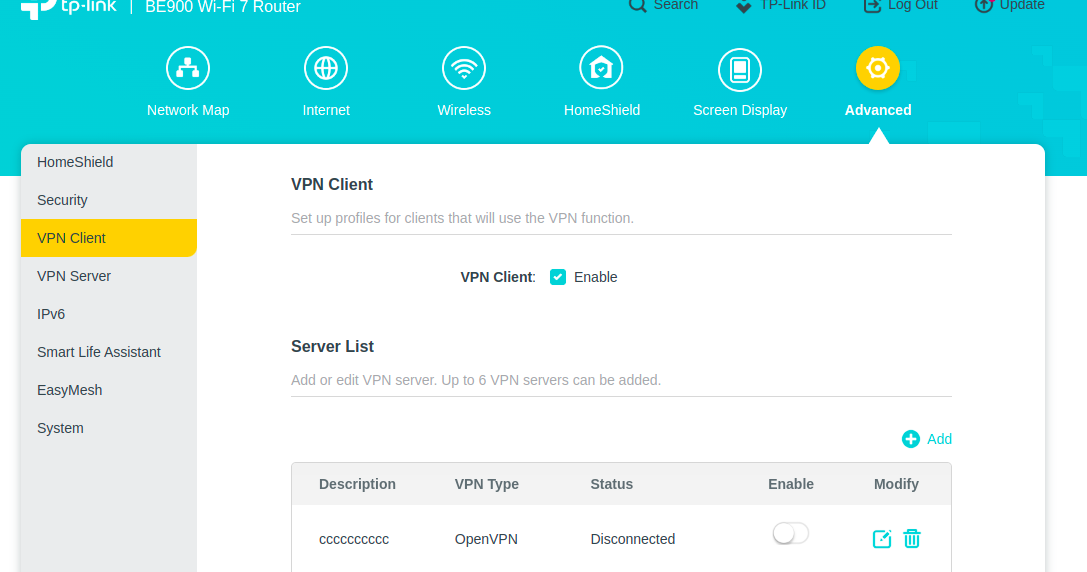 tp-link | BE900 Wi-Fi 7 Router
Search
TP-Link ID
Log Out
Update
Network Map
Internet
Wireless
HomeShield
Screen Display
Advanced
HomeShield
Security
VPN Client
VPN Server
IPv6
Smart Life Assistant
EasyMesh
System
VPN Client
Set up profiles for clients that will use the VPN function.
VPN Client: Enable
Server List
Add or edit VPN server. Up to 6 VPN servers can be added.
Add
Description VPN Type Status Enable Modify
cccccccccc OpenVPN Disconnected